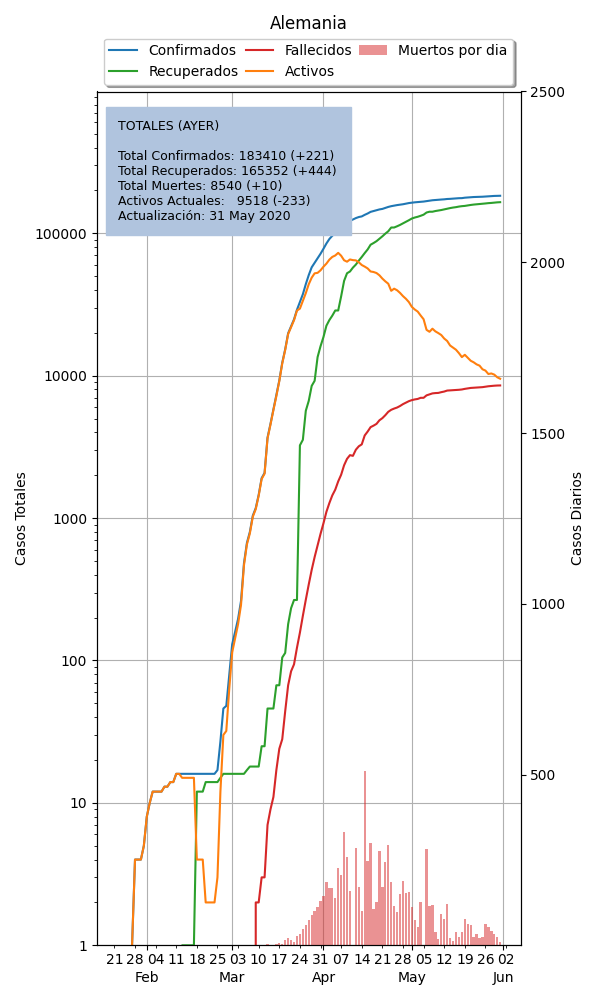 Alemania
Confirmados
Recuperados
Fallecidos
Activos
Muertos por dia
TOTALES (AYER)
Total Confirmados: 183410 (+221)
Total Recuperados: 165352 (+444)
Total Muertes: 8540 (+10)
Activos Actuales: 9518 (-233)
Actualización: 31 May 2020
Casos Totales
100000
10000
1000
100
10
1
2500
2000
1500
1000
500
Casos Diarios
21 28 04 11 18 25 03 10 17 24 31 07 14 21 28 05 12 19 26 02
Feb Mar Apr May Jun